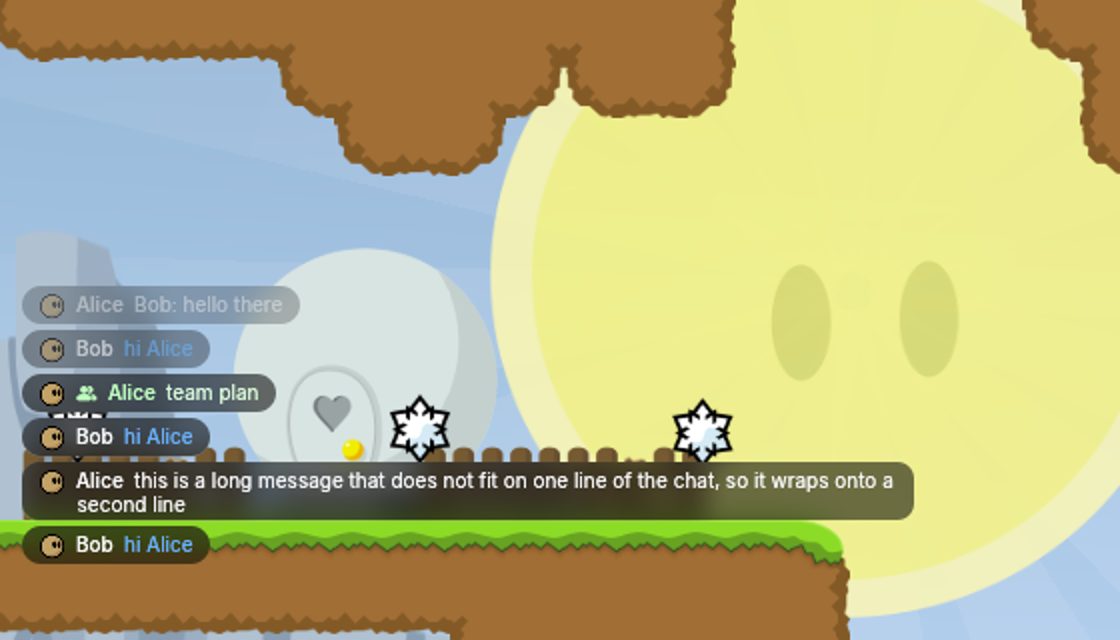 Alice Bob: hello there
Bob hi Alice
Alice team plan
Bob hi Alice
Alice this is a long message that does not fit on one line of the chat, so it wraps onto a
second line
Bob hi Alice